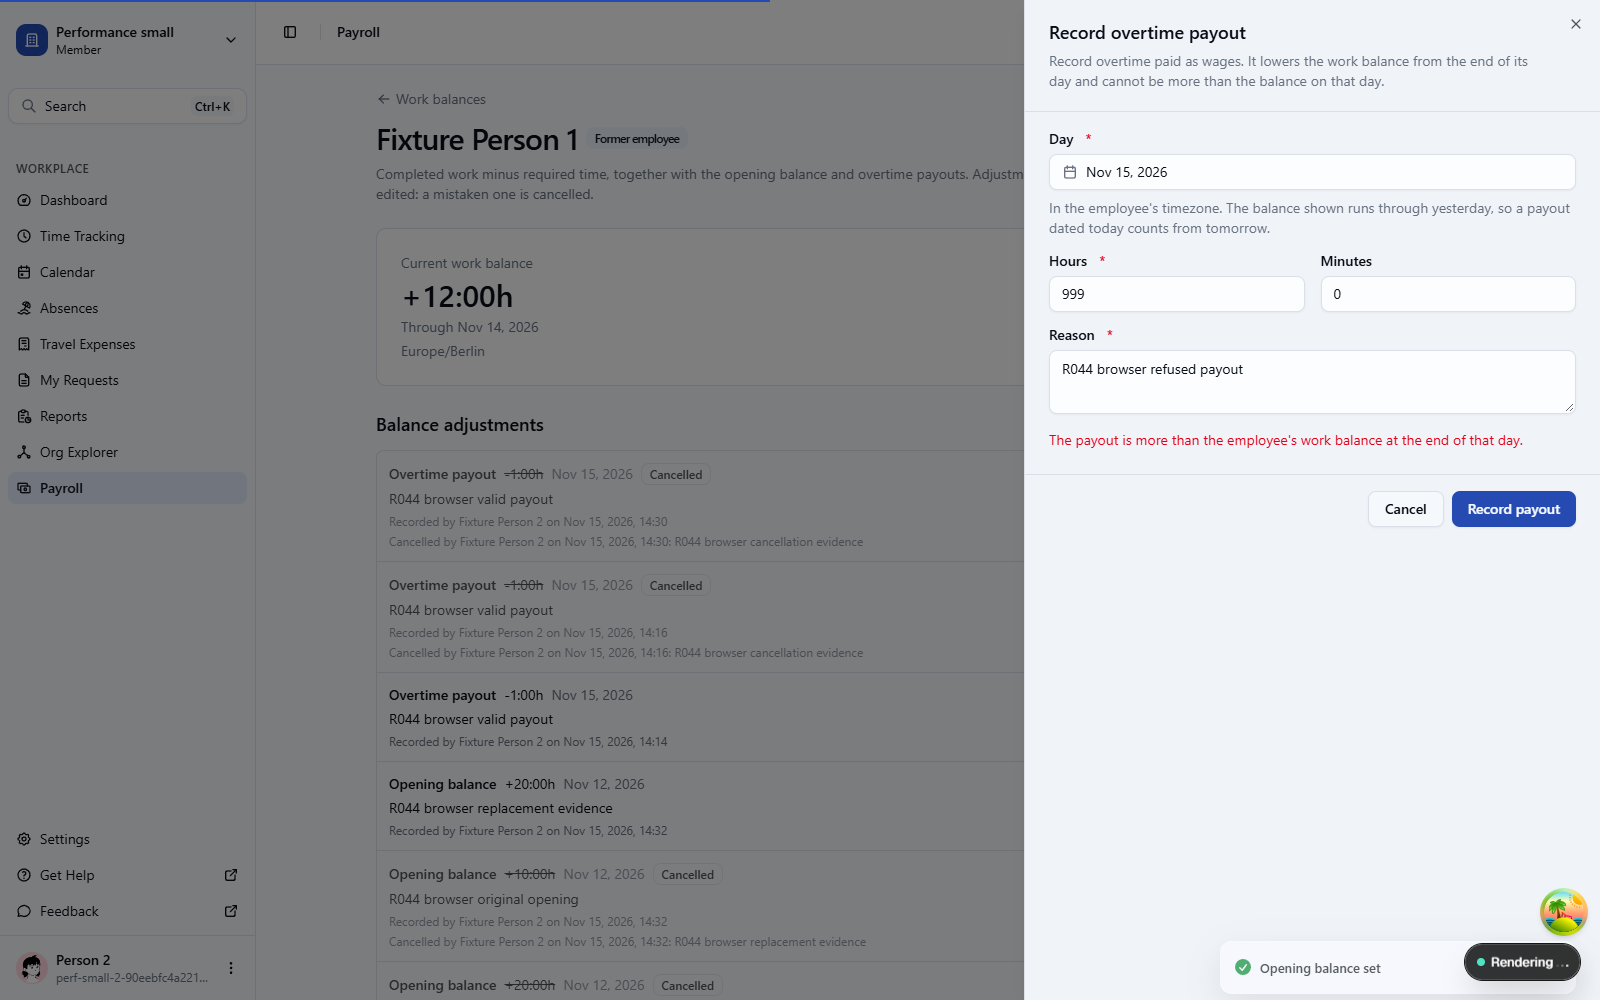 Performance small
Member
Search
Ctrl+K
WORKPLACE
Dashboard
Time Tracking
Calendar
Absences
Travel Expenses
My Requests
Reports
Org Explorer
Payroll
Settings
Get Help
Feedback
Person 2
perf-small-2-90eebfc4a221...
Payroll
Work balances
Fixture Person 1
Former employee
Completed work minus required time, together with the opening balance and overtime payouts. Adjustm
edited: a mistaken one is cancelled.
Current work balance
+12:00h
Through Nov 14, 2026
Europe/Berlin
Balance adjustments
Overtime payout -1:00h Nov 15, 2026 Cancelled
R044 browser valid payout
Recorded by Fixture Person 2 on Nov 15, 2026, 14:30
Cancelled by Fixture Person 2 on Nov 15, 2026, 14:30: R044 browser cancellation evidence
Overtime payout -1:00h Nov 15, 2026 Cancelled
R044 browser valid payout
Recorded by Fixture Person 2 on Nov 15, 2026, 14:16
Cancelled by Fixture Person 2 on Nov 15, 2026, 14:16: R044 browser cancellation evidence
Overtime payout -1:00h Nov 15, 2026
R044 browser valid payout
Recorded by Fixture Person 2 on Nov 15, 2026, 14:14
Opening balance +20:00h Nov 12, 2026
R044 browser replacement evidence
Recorded by Fixture Person 2 on Nov 15, 2026, 14:32
Opening balance +10:00h Nov 12, 2026 Cancelled
R044 browser original opening
Recorded by Fixture Person 2 on Nov 15, 2026, 14:32
Cancelled by Fixture Person 2 on Nov 15, 2026, 14:32: R044 browser replacement evidence
Opening balance +20:00h Nov 12, 2026 Cancelled
Record overtime payout
Record overtime paid as wages. It lowers the work balance from the end of its
day and cannot be more than the balance on that day.
Day *
Nov 15, 2026
In the employee's timezone. The balance shown runs through yesterday, so a payout
dated today counts from tomorrow.
Hours * Minutes
999 0
Reason *
R044 browser refused payout
The payout is more than the employee's work balance at the end of that day.
Cancel Record payout
Opening balance set
Rendering ...